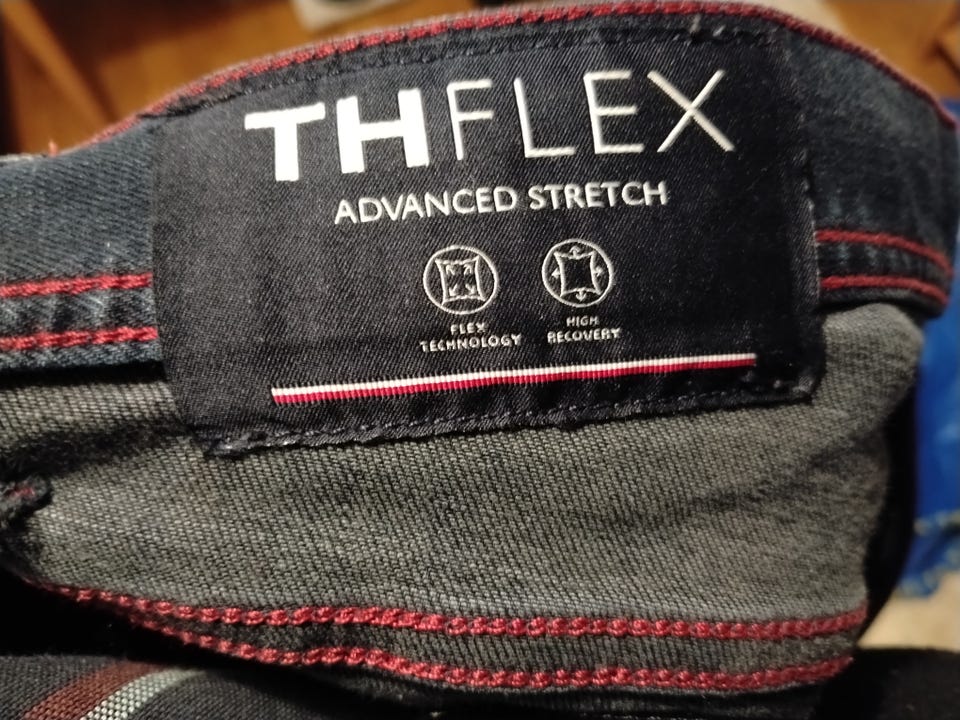 THFLEX
ADVANCED STRETCH
FLEX TECHNOLOGY
HIGH RECOVERY